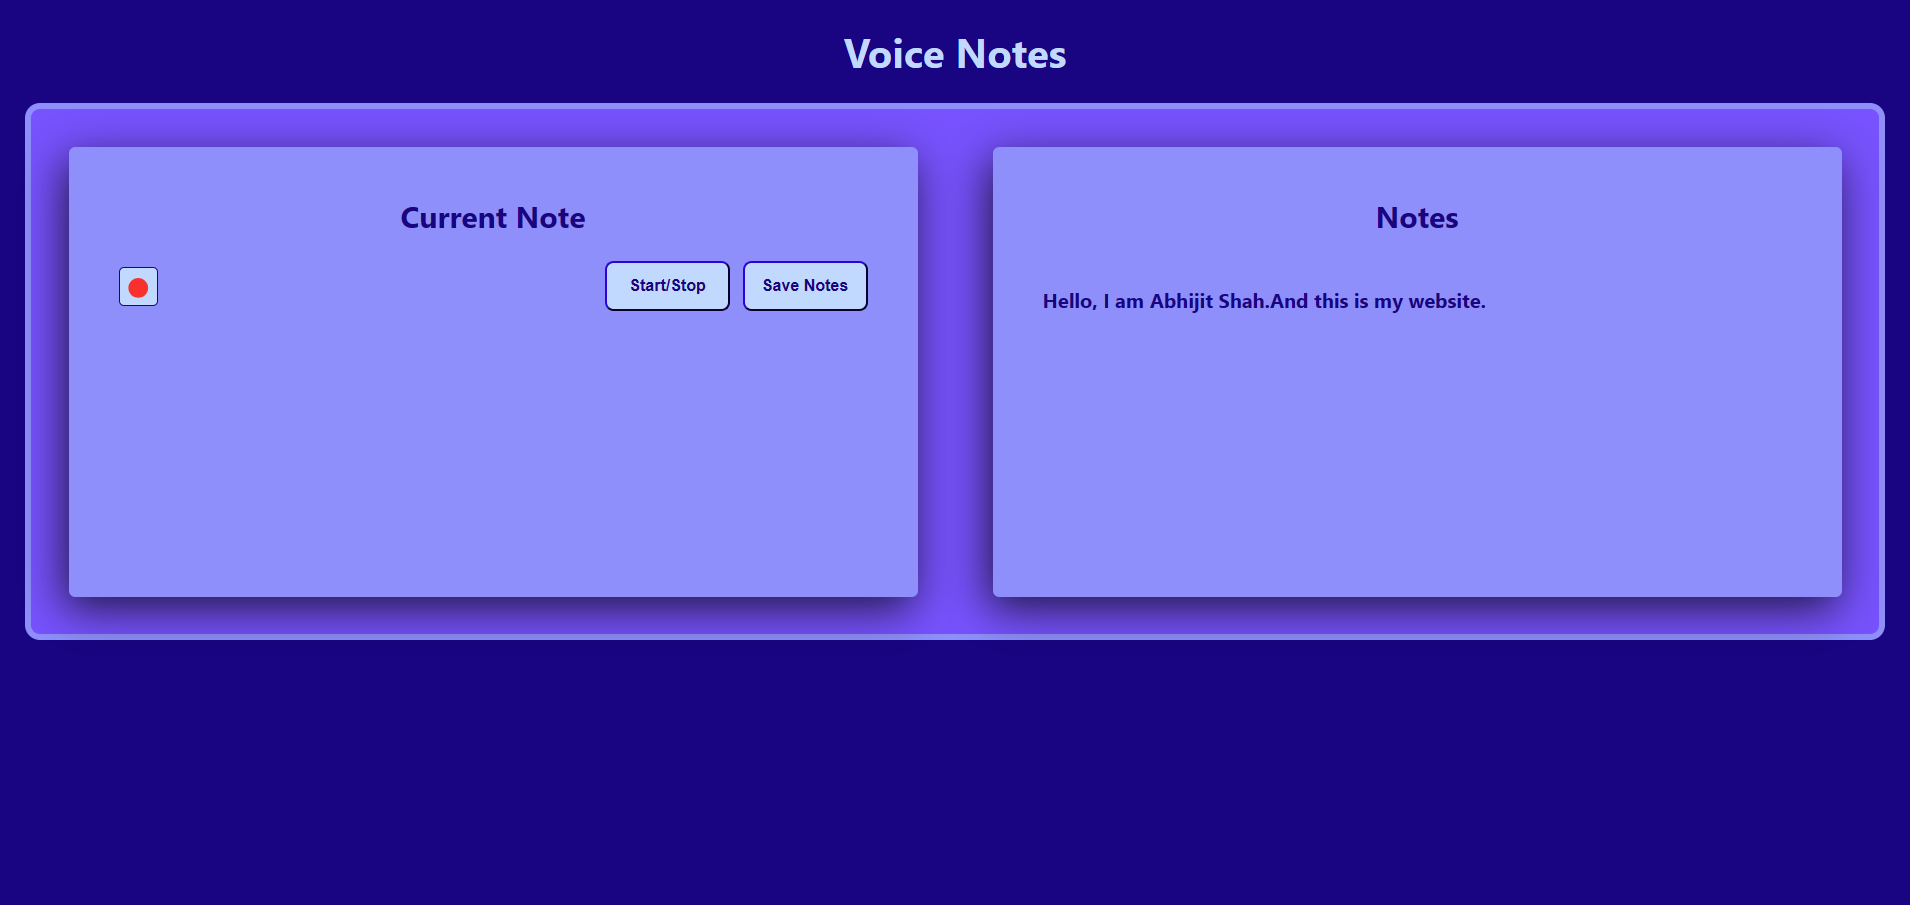 Voice Notes
Current Note
Start/Stop
Save Notes
Notes
Hello, I am Abhijit Shah.And this is my website.